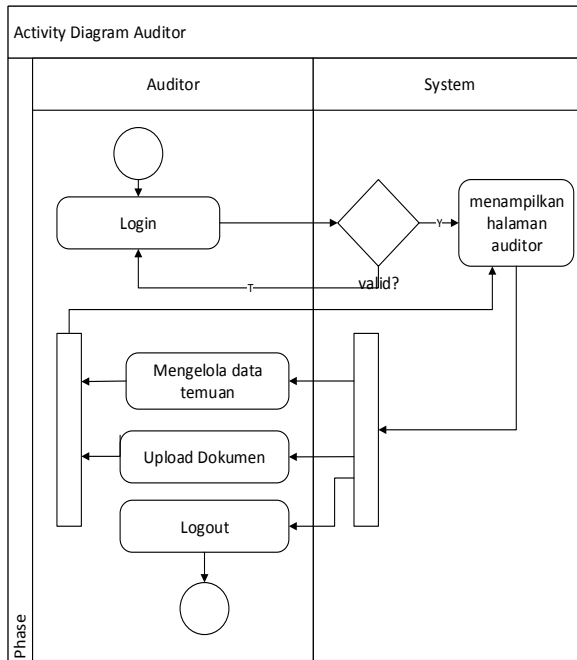 Activity Diagram Auditor
Auditor
System
Login
Y
menampilkan
halaman
auditor
T
valid?
Mengelola data
temuan
Upload Dokumen
Logout
Phase